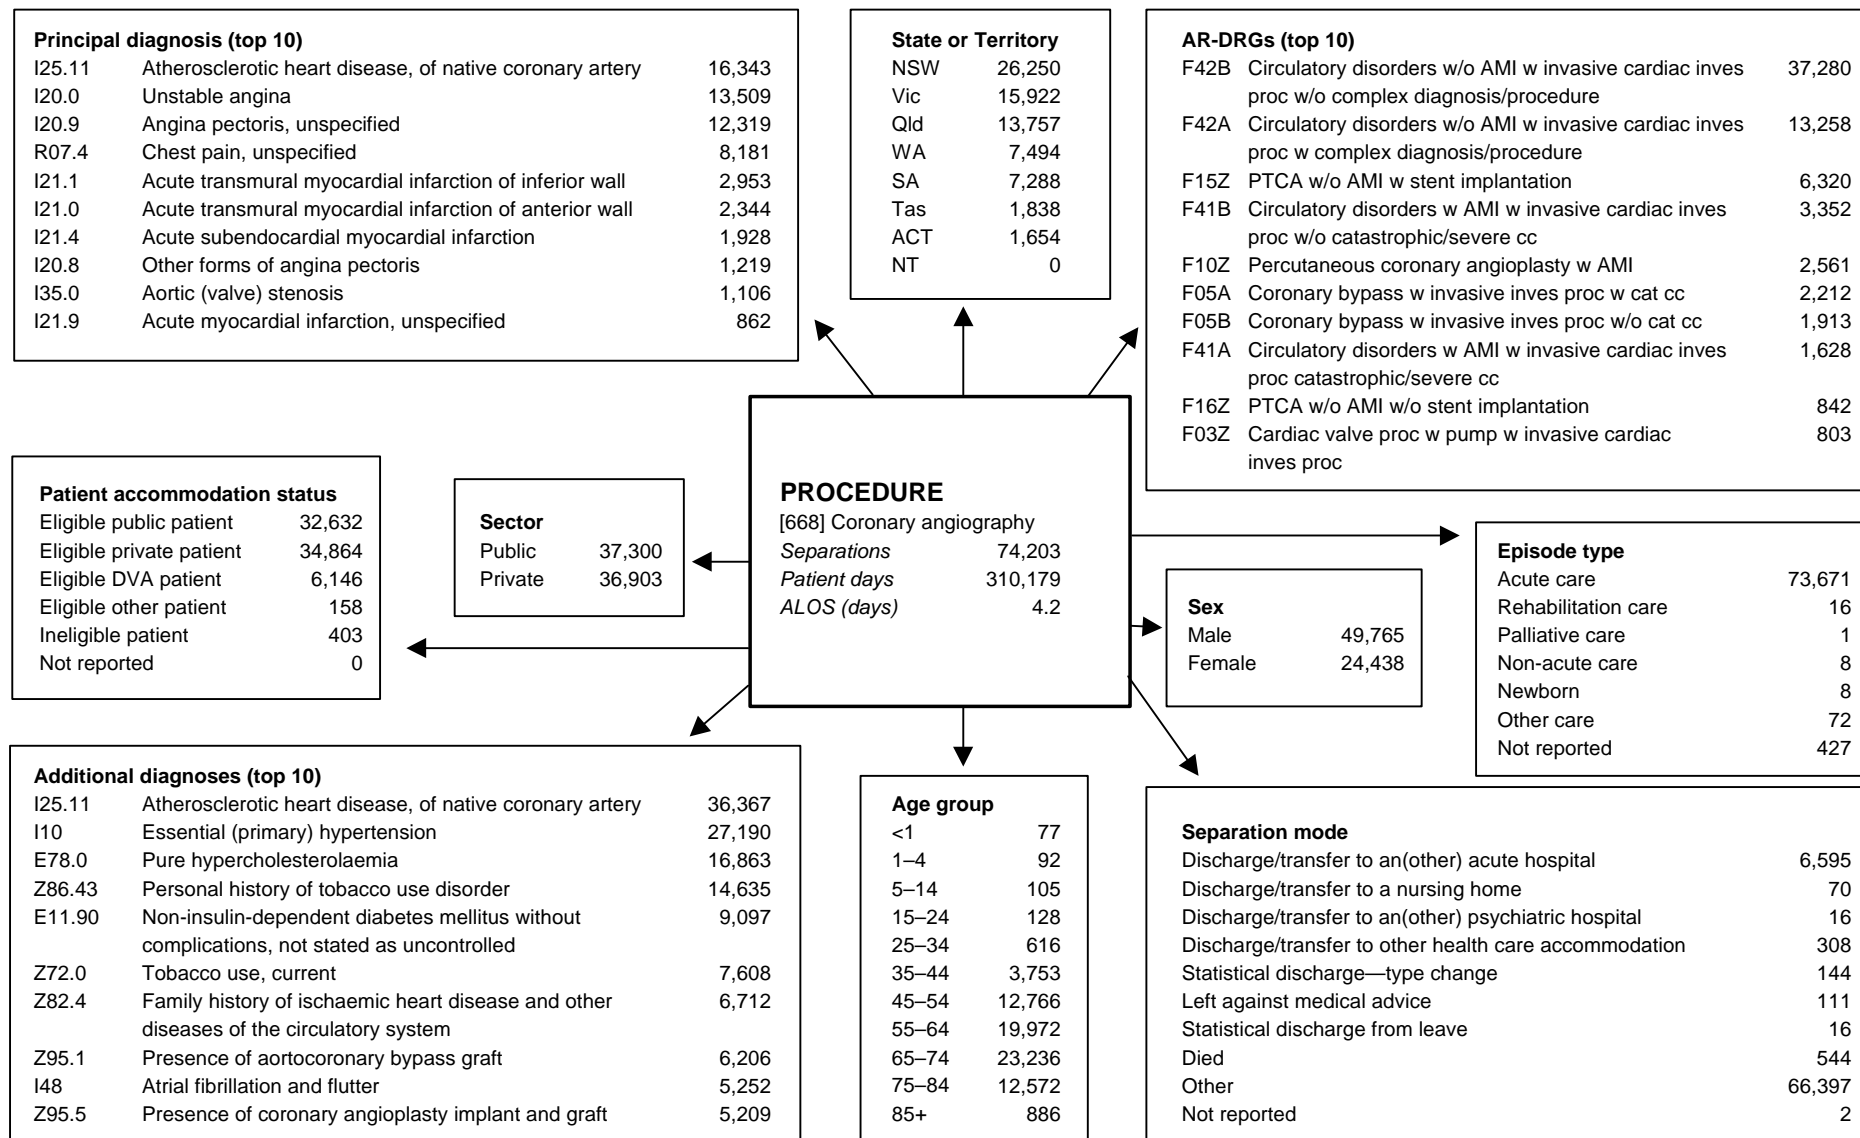 Principal diagnosis (top 10)
I25.11 Atherosclerotic heart disease, of native coronary artery 16,343
I20.0 Unstable angina 13,509
I20.9 Angina pectoris, unspecified 12,319
R07.4 Chest pain, unspecified 8,181
I21.1 Acute transmural myocardial infarction of inferior wall 2,953
I21.0 Acute transmural myocardial infarction of anterior wall 2,344
I21.4 Acute subendocardial myocardial infarction 1,928
I20.8 Other forms of angina pectoris 1,219
I35.0 Aortic (valve) stenosis 1,106
I21.9 Acute myocardial infarction, unspecified 862
State or Territory
NSW 26,250
Vic 15,922
Qld 13,757
WA 7,494
SA 7,288
Tas 1,838
ACT 1,654
NT 0
AR-DRGs (top 10)
F42B Circulatory disorders w/o AMI w invasive cardiac inves 37,280
proc w/o complex diagnosis/procedure
F42A Circulatory disorders w/o AMI w invasive cardiac inves 13,258
proc w complex diagnosis/procedure
F15Z PTCA w/o AMI w stent implantation 6,320
F41B Circulatory disorders w AMI w invasive cardiac inves 3,352
proc w/o catastrophic/severe cc
F10Z Percutaneous coronary angioplasty w AMI 2,561
F05A Coronary bypass w invasive inves proc w cat cc 2,212
F05B Coronary bypass w invasive inves proc w/o cat cc 1,913
F41A Circulatory disorders w AMI w invasive cardiac inves 1,628
proc catastrophic/severe cc
F16Z PTCA w/o AMI w/o stent implantation 842
F03Z Cardiac valve proc w pump w invasive cardiac 803
inves proc
Patient accommodation status
Eligible public patient 32,632
Eligible private patient 34,864
Eligible DVA patient 6,146
Eligible other patient 158
Ineligible patient 403
Not reported 0
Sector
Public 37,300
Private 36,903
PROCEDURE
[668] Coronary angiography
Separations 74,203
Patient days 310,179
ALOS (days) 4.2
Sex
Male 49,765
Female 24,438
Episode type
Acute care 73,671
Rehabilitation care 16
Palliative care 1
Non-acute care 8
Newborn 8
Other care 72
Not reported 427
Additional diagnoses (top 10)
I25.11 Atherosclerotic heart disease, of native coronary artery 36,367
I10 Essential (primary) hypertension 27,190
E78.0 Pure hypercholesterolaemia 16,863
Z86.43 Personal history of tobacco use disorder 14,635
E11.90 Non-insulin-dependent diabetes mellitus without 9,097
complications, not stated as uncontrolled
Z72.0 Tobacco use, current 7,608
Z82.4 Family history of ischaemic heart disease and other 6,712
diseases of the circulatory system
Z95.1 Presence of aortocoronary bypass graft 6,206
I48 Atrial fibrillation and flutter 5,252
Z95.5 Presence of coronary angioplasty implant and graft 5,209
Age group
<1 77
1–4 92
5–14 105
15–24 128
25–34 616
35–44 3,753
45–54 12,766
55–64 19,972
65–74 23,236
75–84 12,572
85+ 886
Separation mode
Discharge/transfer to an(other) acute hospital 6,595
Discharge/transfer to a nursing home 70
Discharge/transfer to an(other) psychiatric hospital 16
Discharge/transfer to other health care accommodation 308
Statistical discharge—type change 144
Left against medical advice 111
Statistical discharge from leave 16
Died 544
Other 66,397
Not reported 2